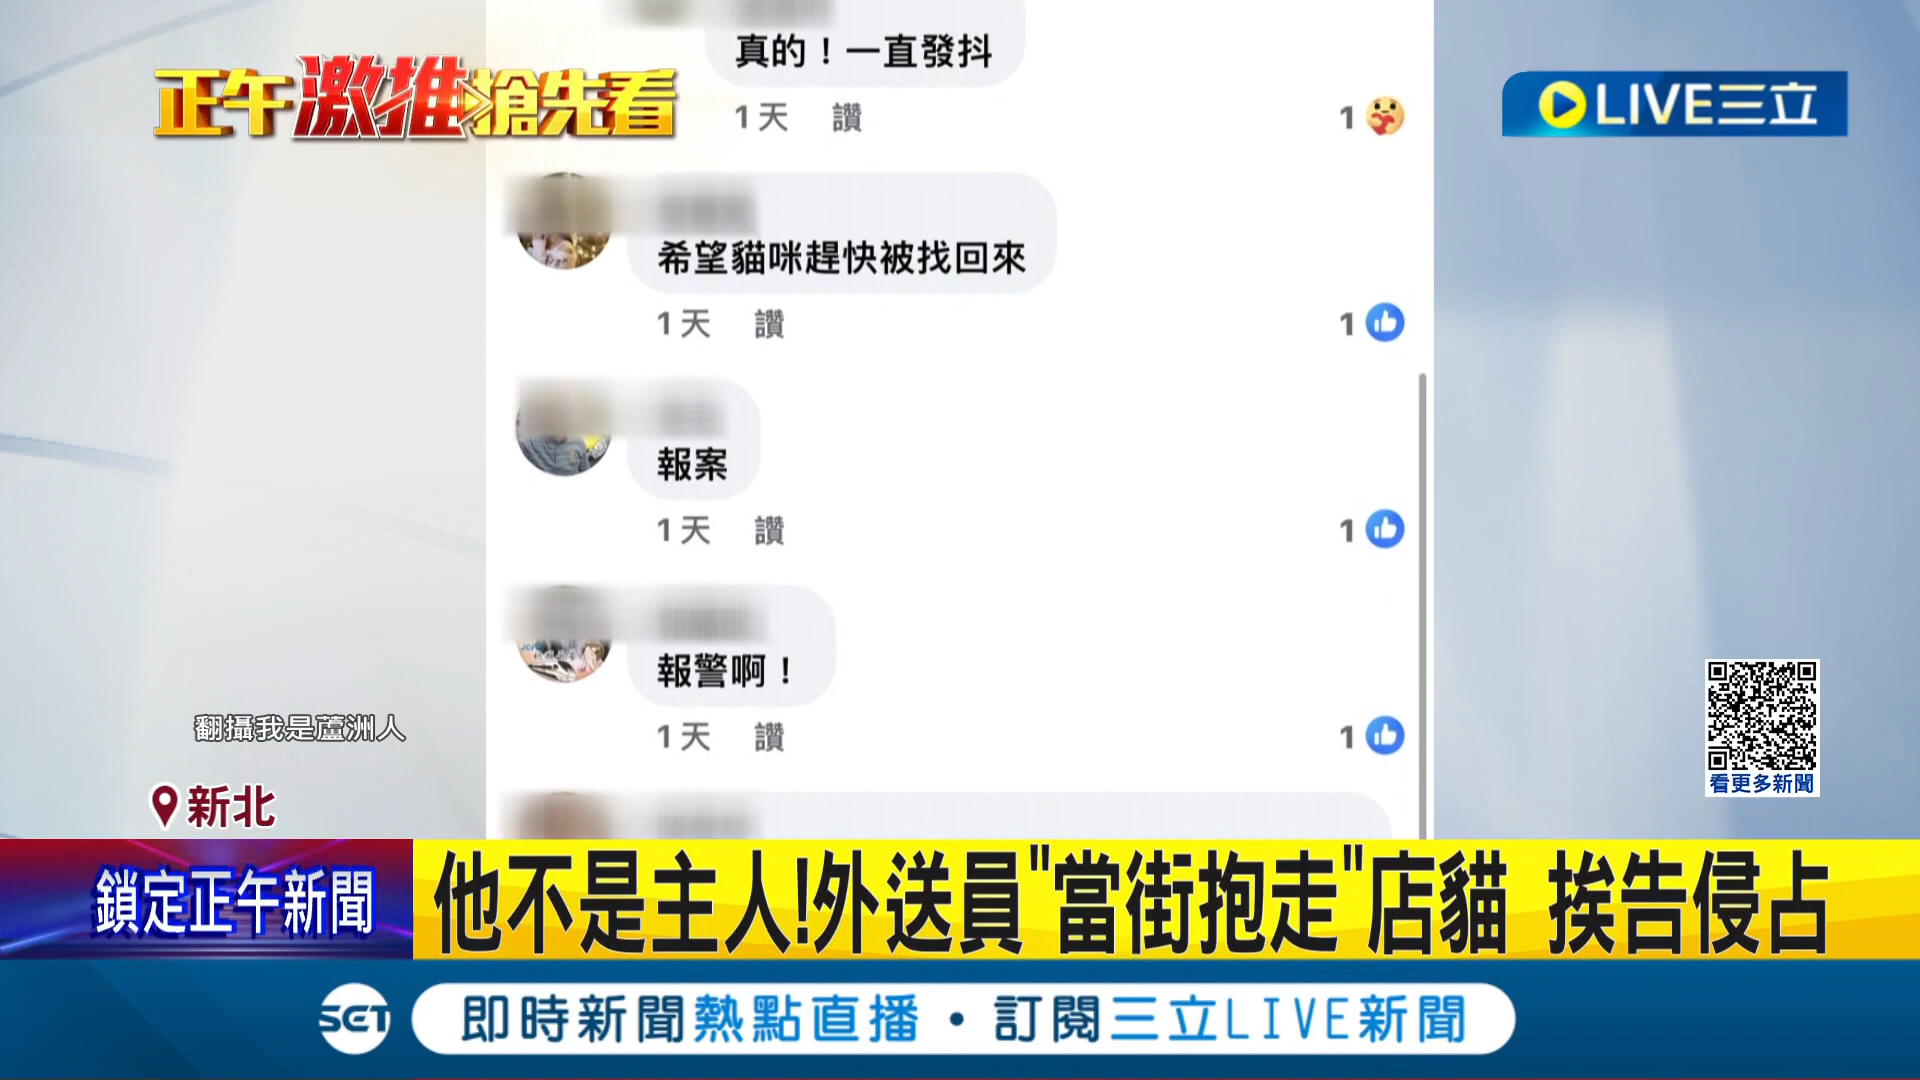 正午激推搶先看
LIVE三立
真的！一直發抖
1天 讚
1
希望貓咪趕快被找回來
1天 讚
1
報案
1天 讚
1
報警啊！
1天 讚
1
翻攝我是蘆洲人
新北
看更多新聞
鎖定正午新聞
他不是主人!外送員"當街抱走"店貓 挨告侵占
SET
即時新聞熱點直播・訂閱三立LIVE新聞